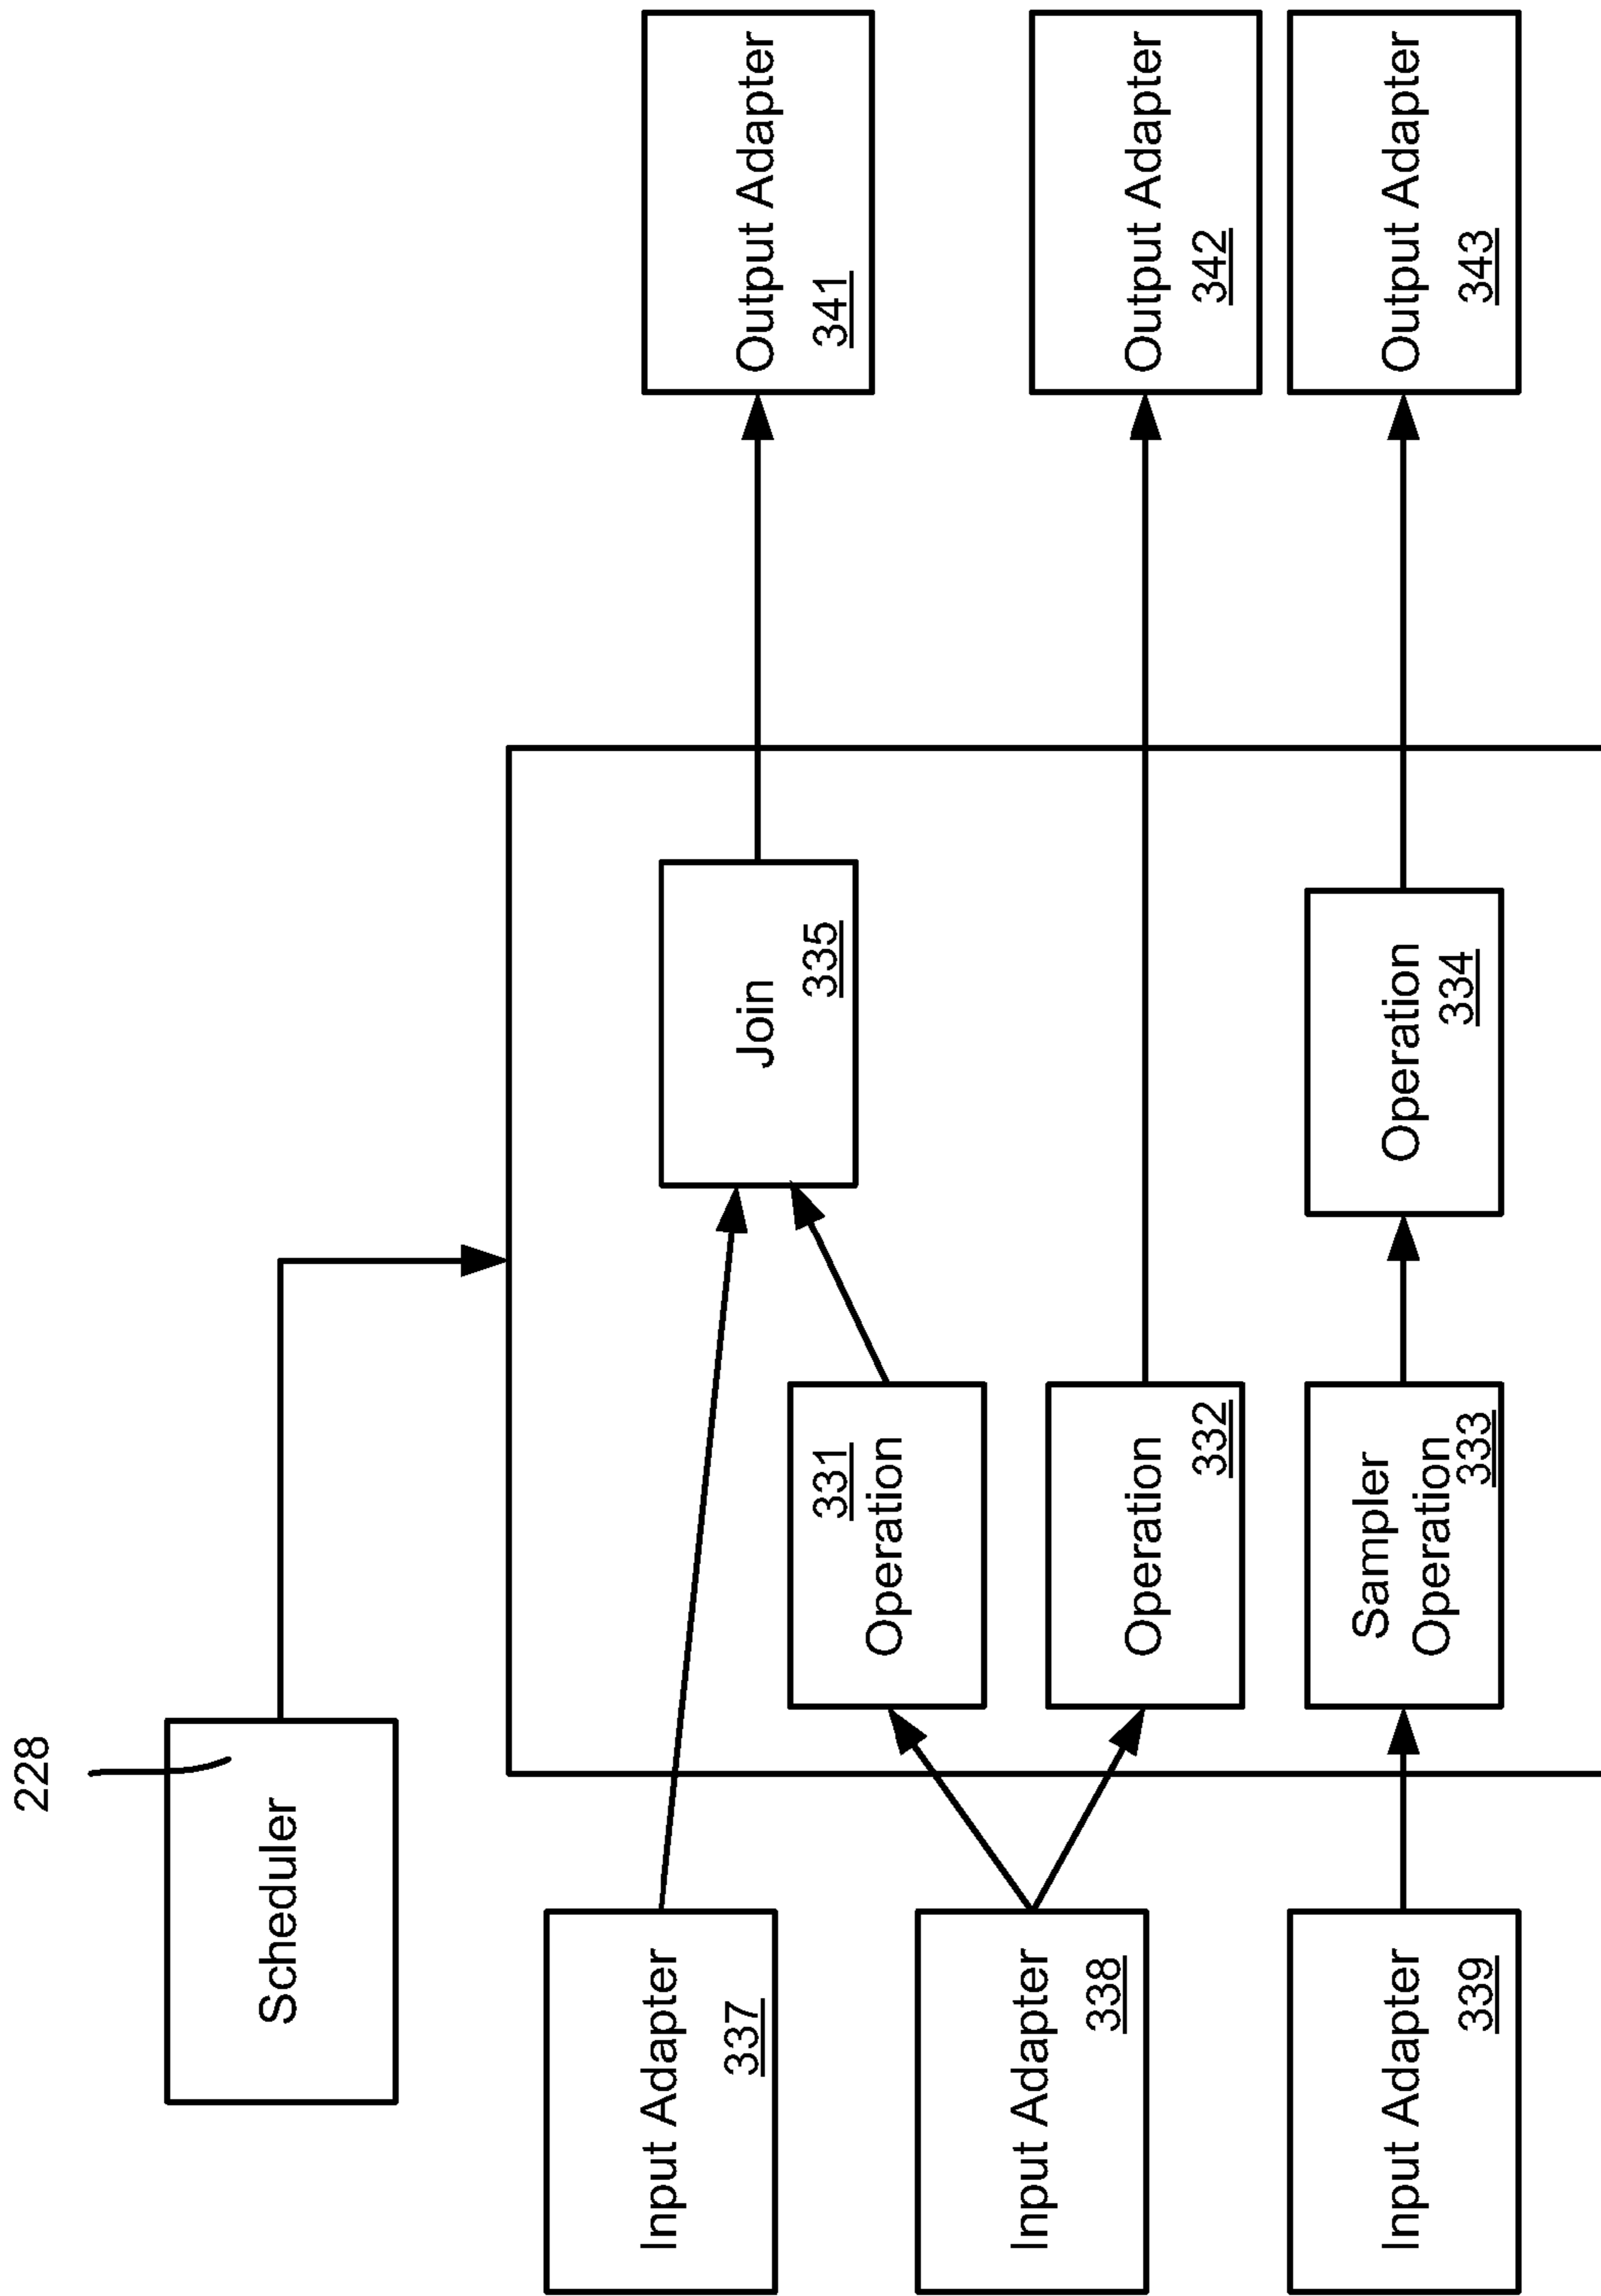 228
Scheduler
Input Adapter
337
Input Adapter
338
Input Adapter
339
331
Operation
Operation
332
Sampler
Operation
333
Join
335
Operation
334
Output Adapter
341
Output Adapter
342
Output Adapter
343